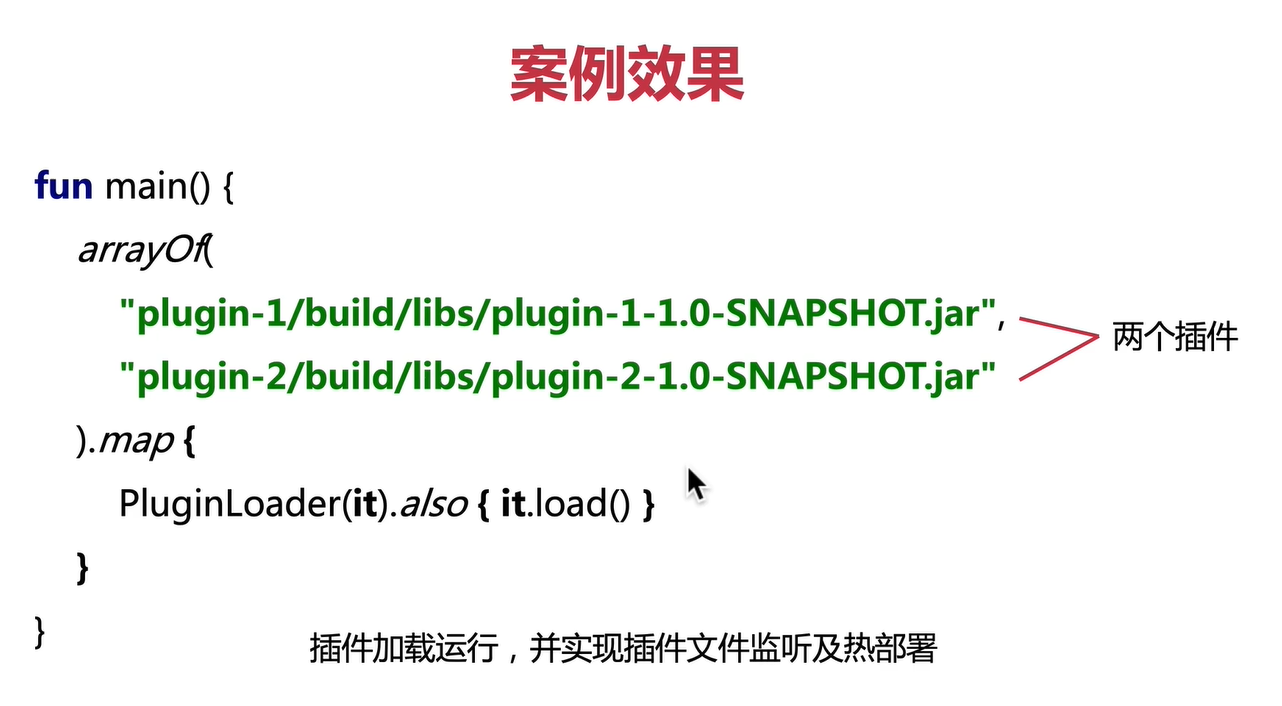 案例效果
fun main() {
arrayOf(
"plugin-1/build/libs/plugin-1-1.0-SNAPSHOT.jar",
"plugin-2/build/libs/plugin-2-1.0-SNAPSHOT.jar"
两个插件
).map {
PluginLoader(it).also { it.load() }
}
}
插件加载运行，并实现插件文件监听及热部署